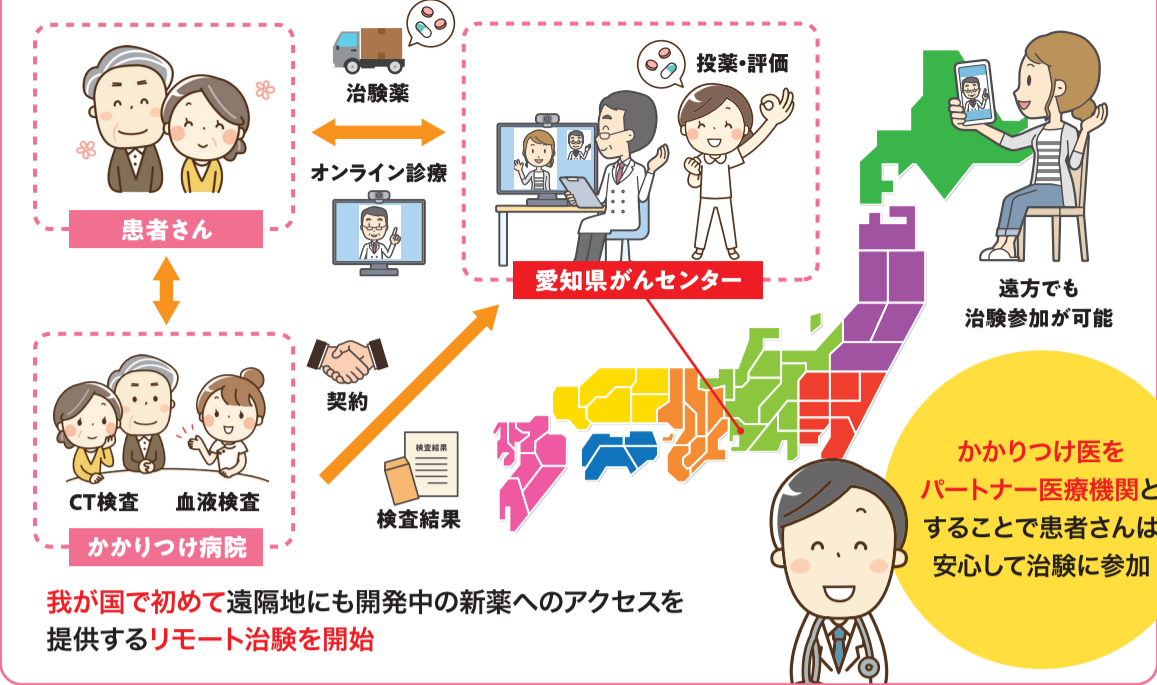 治験薬
オンライン診療
患者さん
投薬・評価
愛知県がんセンター
遠方でも
治験参加が可能
契約
検査結果
検査結果
CT検査
血液検査
かかりつけ病院
かかりつけ医を
パートナー医療機関と
することで患者さんは
安心して治験に参加
我が国で初めて遠隔地にも開発中の新薬へのアクセスを
提供するリモート治験を開始